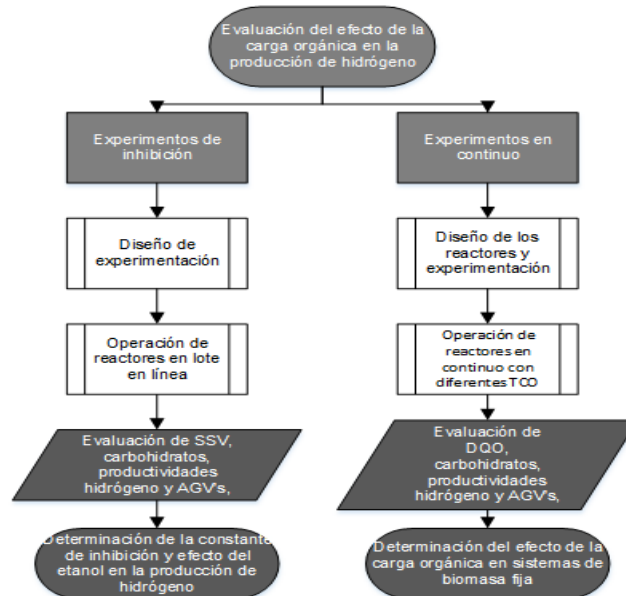 Evaluación del efecto de la
carga orgánica en la
producción de hidrógeno
Experimentos de
inhibición
Diseño de
experimentación
Operación de
reactores en lote
en línea
Evaluación de SSV,
carbohidratos,
productividades
hidrógeno y AGV's,
Determinación de la constante
de inhibición y efecto del
etanol en la producción de
hidrógeno
Experimentos en
continuo
Diseño de los
reactores y
experimentación
Operación de
reactores en
continuo con
diferentes TCO
Evaluación de
DQO,
carbohidratos,
productividades
hidrógeno y AGV's,
Determinación del efecto de la
carga orgánica en sistemas de
biomasa fija